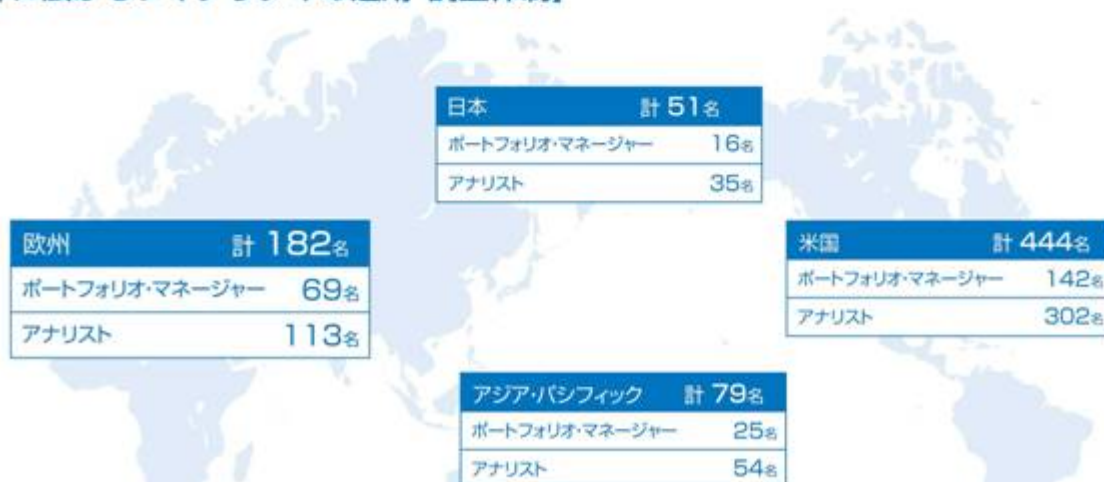 日本 計 51名
ポートフォリオ・マネージャー 16名
アナリスト 35名
欧州 計 182名
ポートフォリオ・マネージャー 69名
アナリスト 113名
米国 計 444名
ポートフォリオ・マネージャー 142名
アナリスト 302名
アジア・パシフィック 計 79名
ポートフォリオ・マネージャー 25名
アナリスト 54名